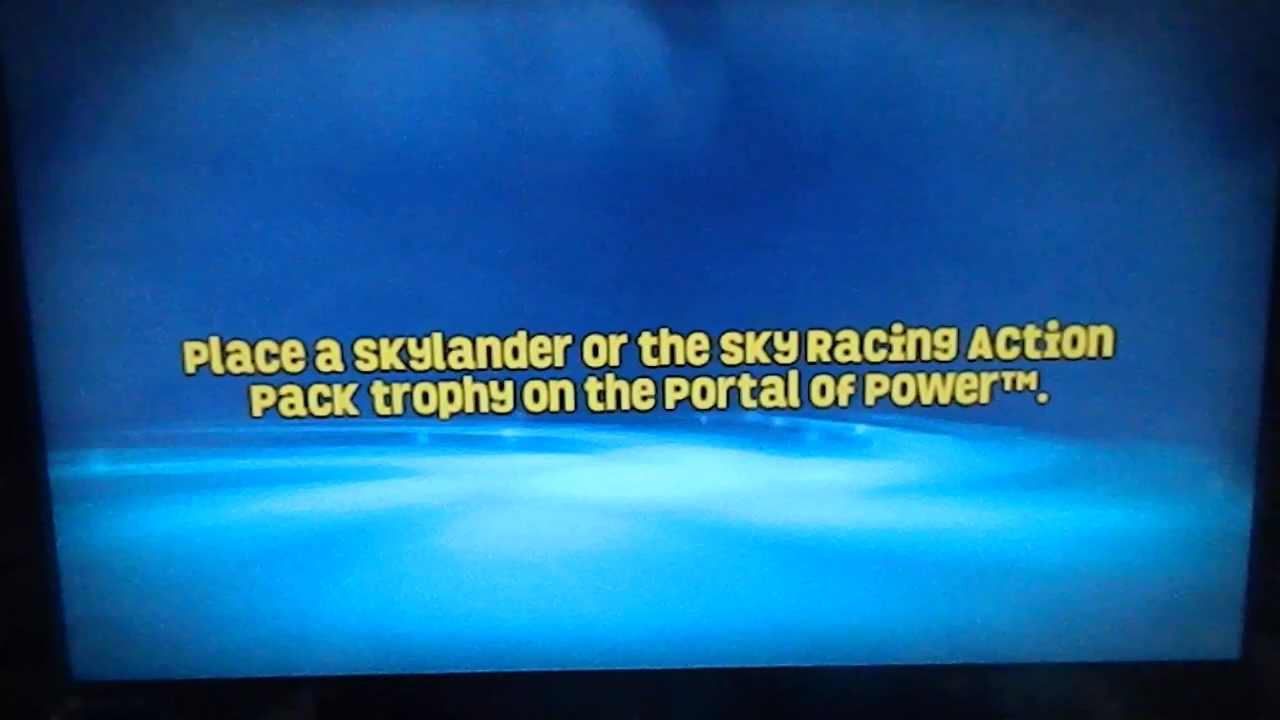 Place a Skylander or the Sky Racing Action
Pack trophy on the Portal of Power™.